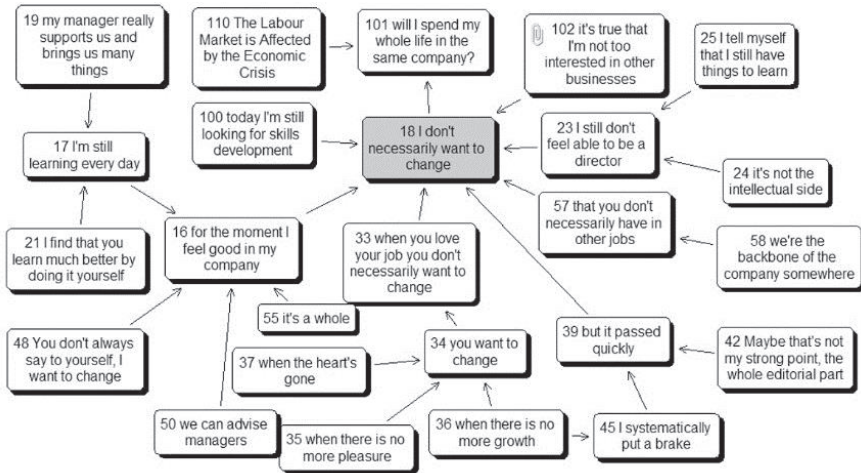 19 my manager really
supports us and
brings us many
things
110 The Labour
Market is Affected
by the Economic
Crisis
101 will I spend my
whole life in the
same company?
102 it's true that
I'm not too
interested in other
businesses
25 I tell myself
that I still have
things to learn
17 I'm still
learning every day
100 today I'm still
looking for skills
development
18 I don't
necessarily want to
change
23 I still don't
feel able to be a
director
24 it's not the
intellectual side
21 I find that you
learn much better by
doing it yourself
16 for the moment I
feel good in my
company
33 when you love
your job you don't
necessarily want to
change
57 that you don't
necessarily have in
other jobs
58 we're the
backbone of the
company somewhere
48 You don't always
say to yourself, I
want to change
55 it's a whole
37 when the heart's
gone
34 you want to
change
39 but it passed
quickly
42 Maybe that's not
my strong point, the
whole editorial part
50 we can advise
managers
35 when there is no
more pleasure
36 when there is no
more growth
45 I systematically
put a brake